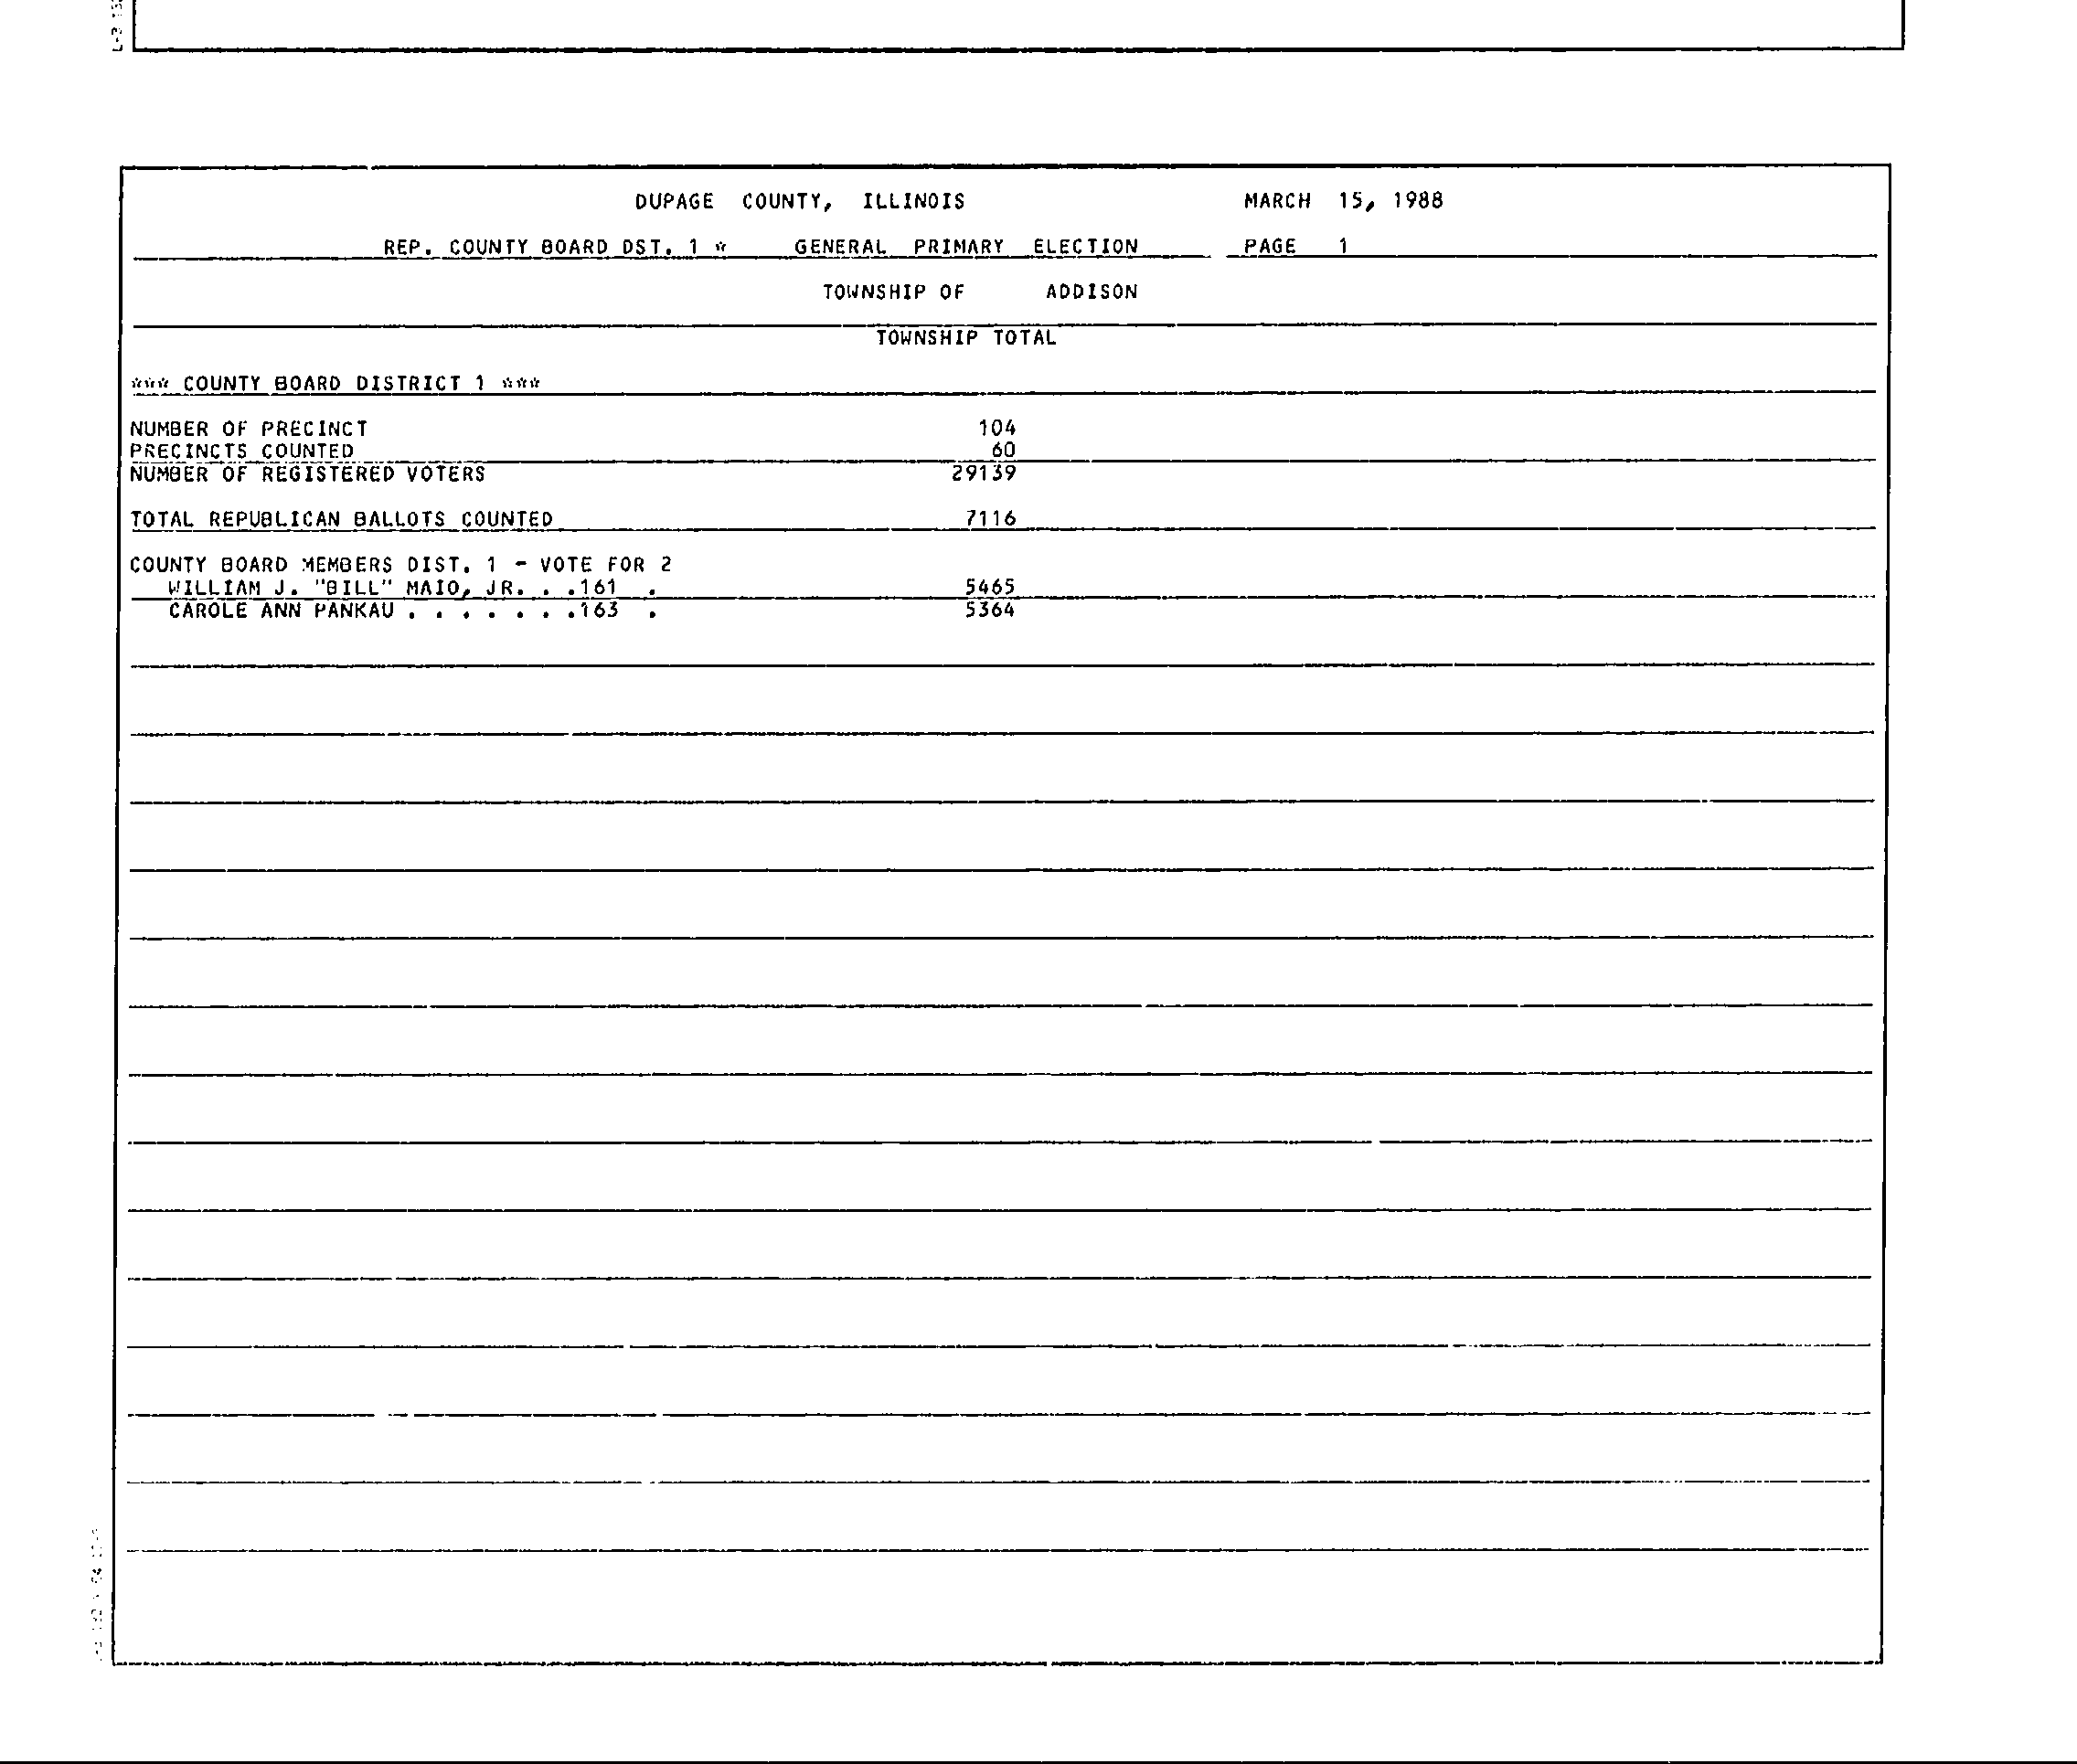 DUPAGE COUNTY, ILLINOIS MARCH 15, 1988
REP. COUNTY BOARD DST. 1 * GENERAL PRIMARY ELECTION PAGE 1
TOWNSHIP OF ADDISON
TOWNSHIP TOTAL
*** COUNTY BOARD DISTRICT 1 ***
NUMBER OF PRECINCT 104
PRECINCTS COUNTED 60
NUMBER OF REGISTERED VOTERS 29139
TOTAL REPUBLICAN BALLOTS COUNTED 7116
COUNTY BOARD MEMBERS DIST. 1 - VOTE FOR 2
WILLIAM J. "BILL" MAIO, JR. . .161 . 5465
CAROLE ANN PANKAU . . . . . . .163 . 5364